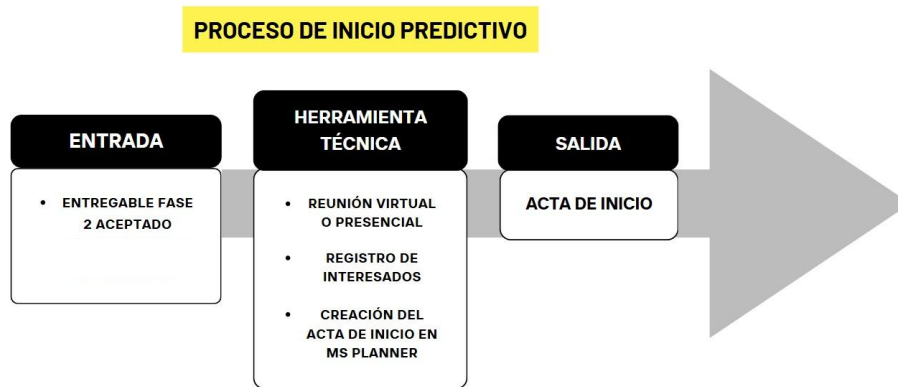 PROCESO DE INICIO PREDICTIVO
ENTRADA
• ENTREGABLE FASE
2 ACEPTADO
HERRAMIENTA
TÉCNICA
• REUNIÓN VIRTUAL
O PRESENCIAL
• REGISTRO DE
INTERESADOS
• CREACIÓN DEL
ACTA DE INICIO EN
MS PLANNER
SALIDA
ACTA DE INICIO